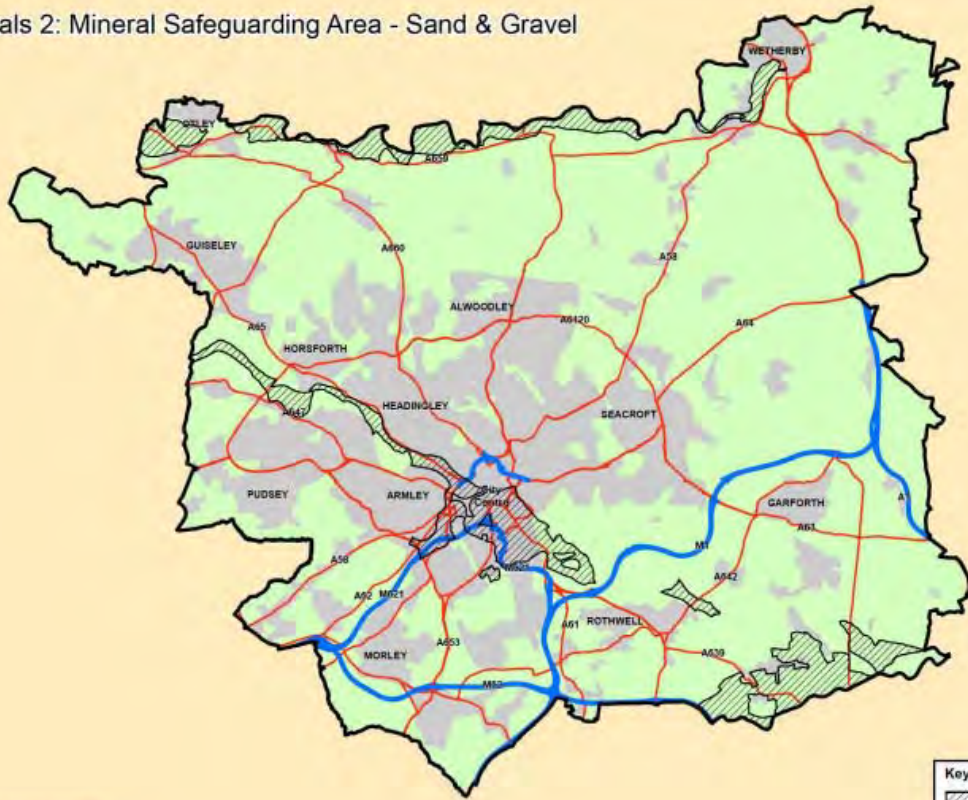 als 2: Mineral Safeguarding Area - Sand & Gravel
WETHERBY
OTLEY
A659
GUISELEY
A660
A58
ALWOODLEY
A6120
A64
A65
HORSFORTH
HEADINGLEY
SEACROFT
A647
PUDSEY
ARMLEY
City
Centre
GARFORTH
A1
A63
M1
A58
A62
M621
M621
A642
A61
ROTHWELL
A653
MORLEY
A639
M62
Key